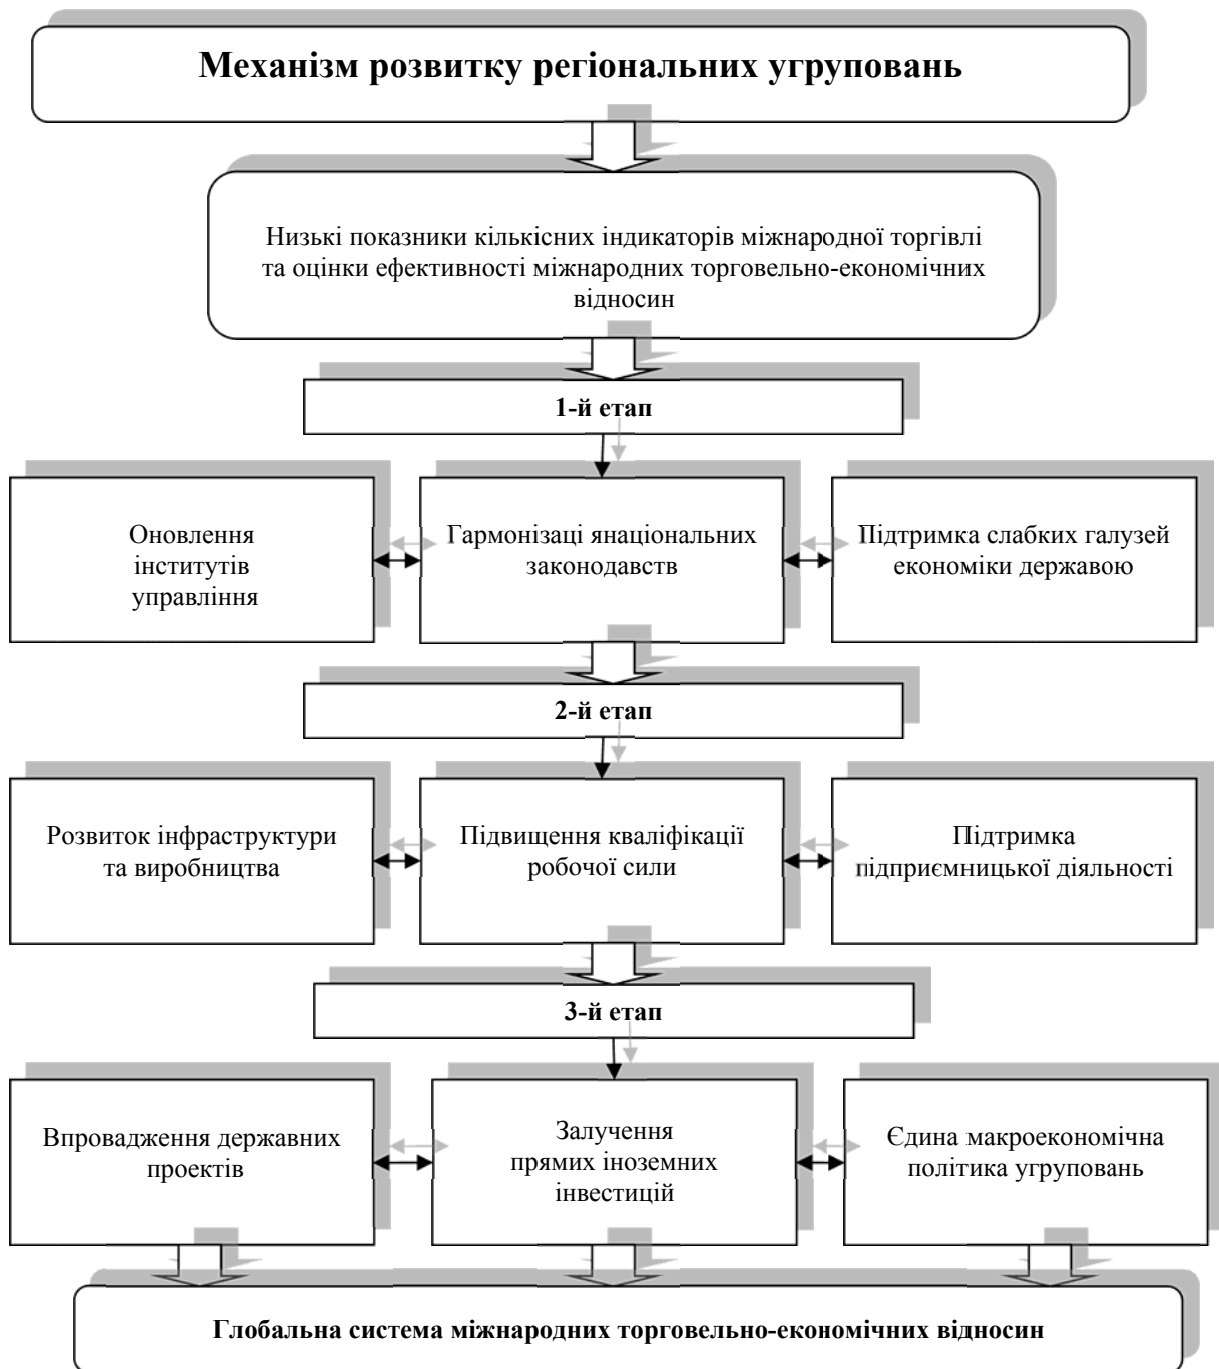 Механізм розвитку регіональних угруповань
Низькі показники кількісних індикаторів міжнародної торгівлі
та оцінки ефективності міжнародних торговельно-економічних
відносин
1-й етап
Оновлення
інститутів
управління
Гармонізаці янаціональних
законодавств
Підтримка слабких галузей
економіки державою
2-й етап
Розвиток інфраструктури
та виробництва
Підвищення кваліфікації
робочої сили
Підтримка
підприємницької діяльності
3-й етап
Впровадження державних
проектів
Залучення
прямих іноземних
інвестицій
Єдина макроекономічна
політика угруповань
Глобальна система міжнародних торговельно-економічних відносин